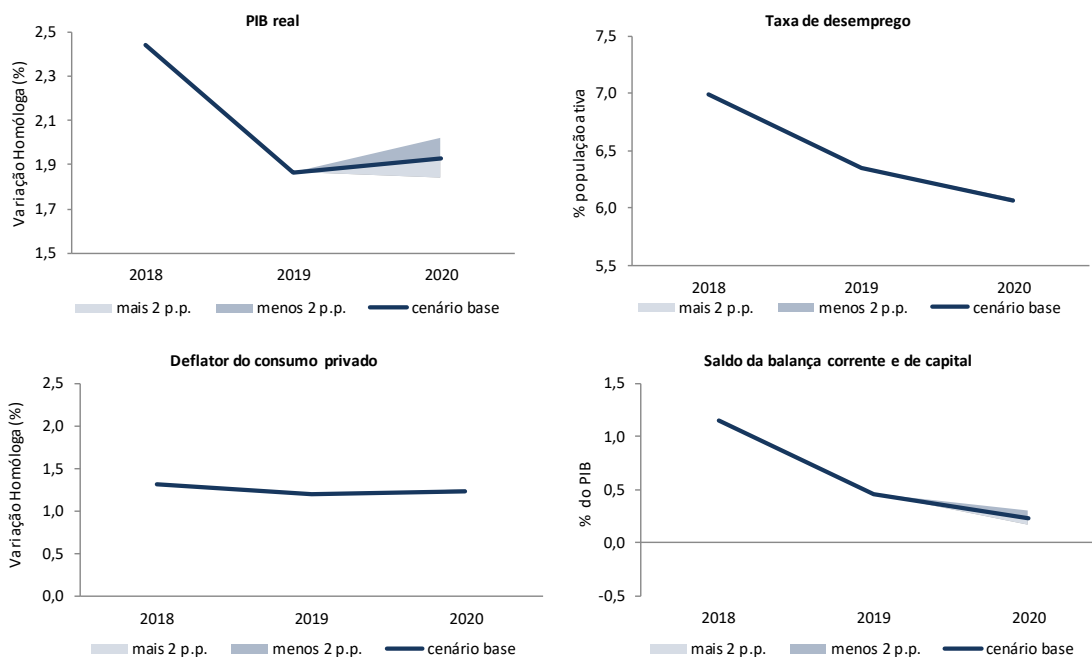 PIB real
Variação Homóloga (%)
2,5
2,3
2,1
1,9
1,7
1,5
2018
2019
2020
mais 2 p.p.
menos 2 p.p.
cenário base
Taxa de desemprego
% população ativa
7,5
7,0
6,5
6,0
5,5
2018
2019
2020
mais 2 p.p.
menos 2 p.p.
cenário base
Deflator do consumo privado
Variação Homóloga (%)
2,5
2,0
1,5
1,0
0,5
0,0
2018
2019
2020
mais 2 p.p.
menos 2 p.p.
cenário base
Saldo da balança corrente e de capital
% do PIB
1,5
1,0
0,5
0,0
-0,5
2018
2019
2020
mais 2 p.p.
menos 2 p.p.
cenário base